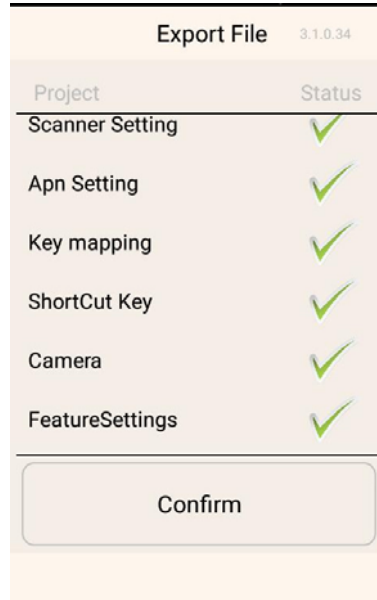 Export File 3.1.0.34
Project Status
Scanner Setting
Apn Setting
Key mapping
ShortCut Key
Camera
FeatureSettings
Confirm